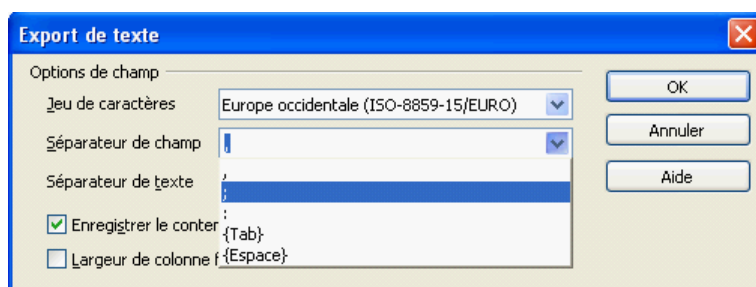 Export de texte
Options de champ
Jeu de caractères Europe occidentale (ISO-8859-15/EURO)
OK
Séparateur de champ ,
Annuler
Séparateur de texte
Aide
,
;
:
{Tab}
{Espace}
Enregistrer le conter
Largeur de colonne f